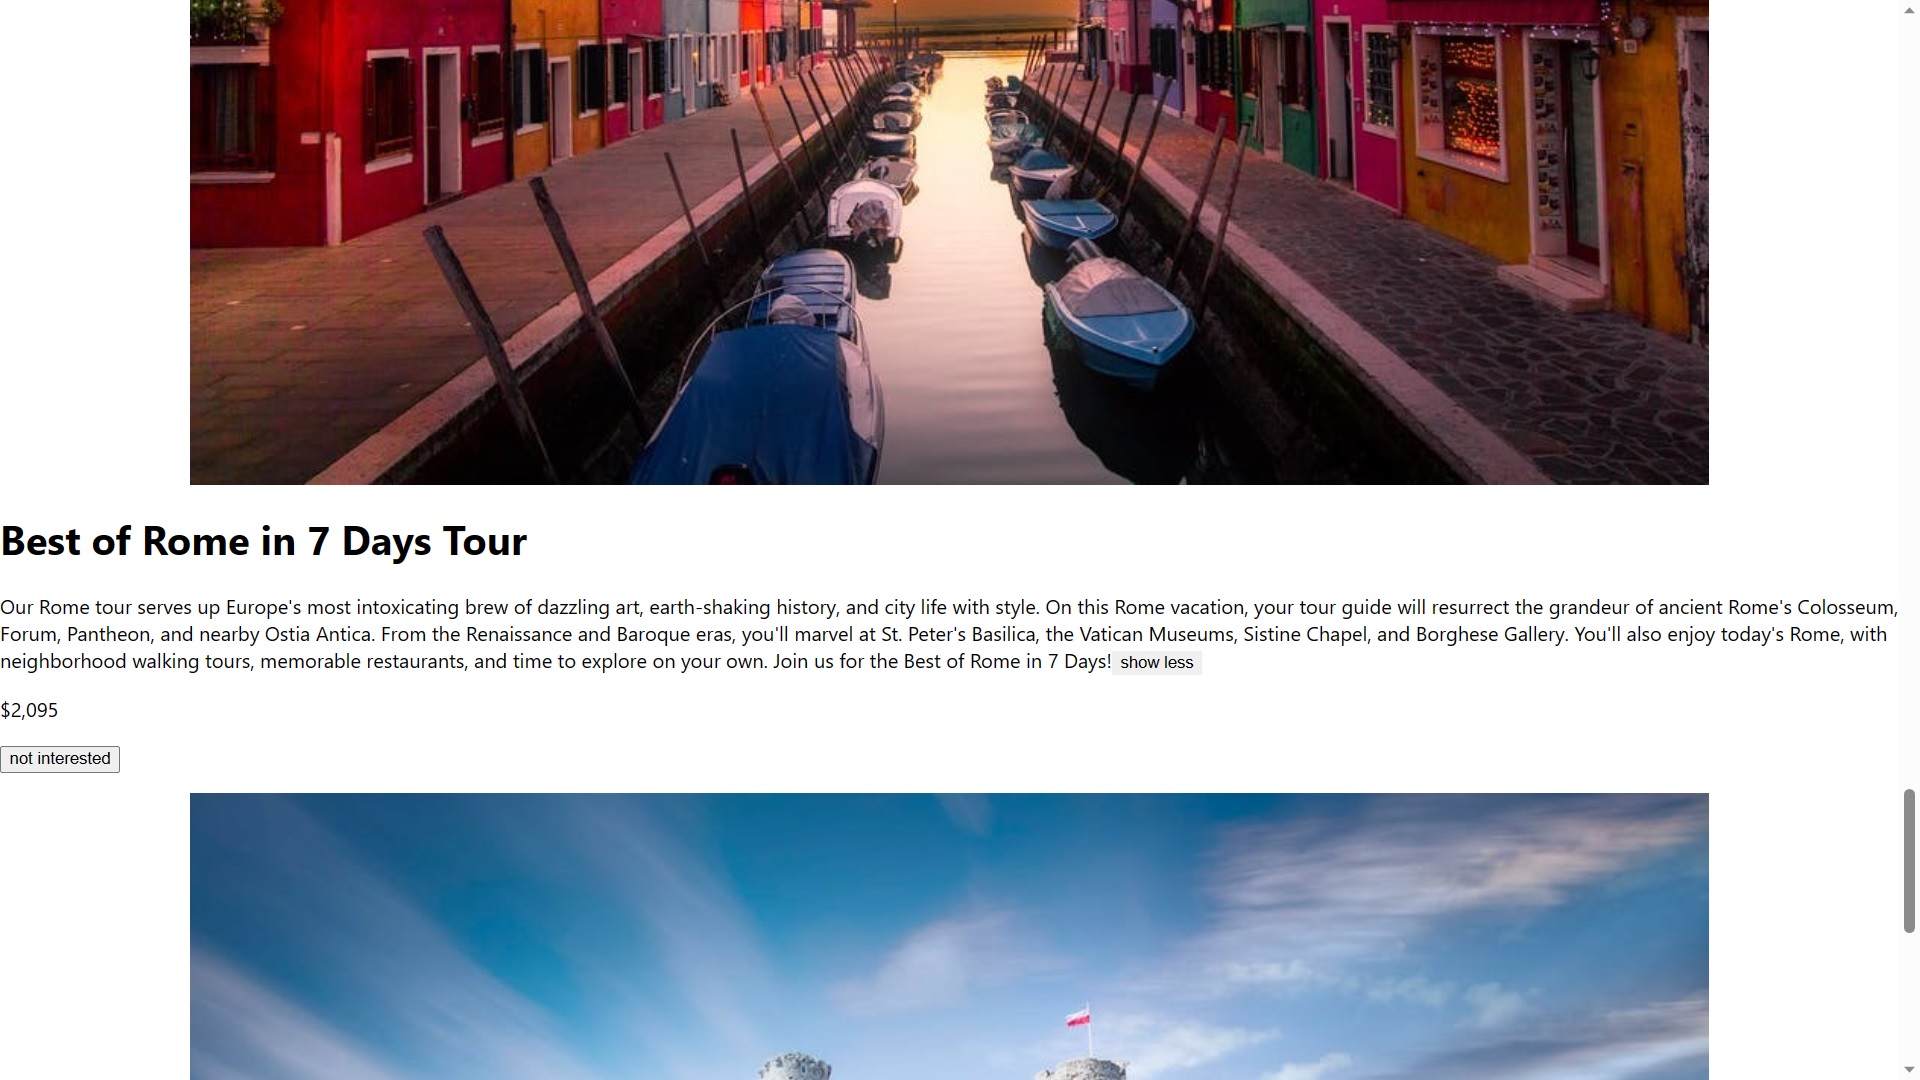 Best of Rome in 7 Days Tour
Our Rome tour serves up Europe's most intoxicating brew of dazzling art, earth-shaking history, and city life with style. On this Rome vacation, your tour guide will resurrect the grandeur of ancient Rome's Colosseum,
Forum, Pantheon, and nearby Ostia Antica. From the Renaissance and Baroque eras, you'll marvel at St. Peter's Basilica, the Vatican Museums, Sistine Chapel, and Borghese Gallery. You'll also enjoy today's Rome, with
neighborhood walking tours, memorable restaurants, and time to explore on your own. Join us for the Best of Rome in 7 Days! show less
$2,095
not interested